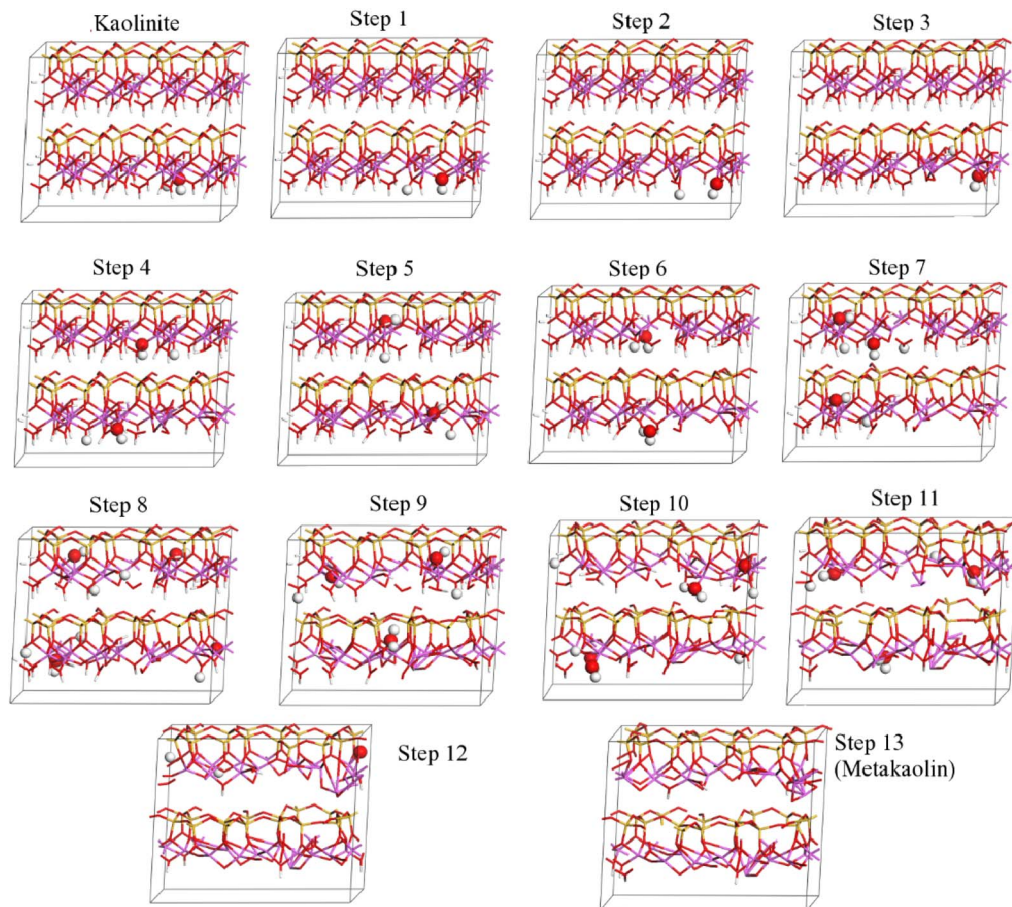 Kaolinite
Step 1
Step 2
Step 3
Step 4
Step 5
Step 6
Step 7
Step 8
Step 9
Step 10
Step 11
Step 12
Step 13
(Metakaolin)